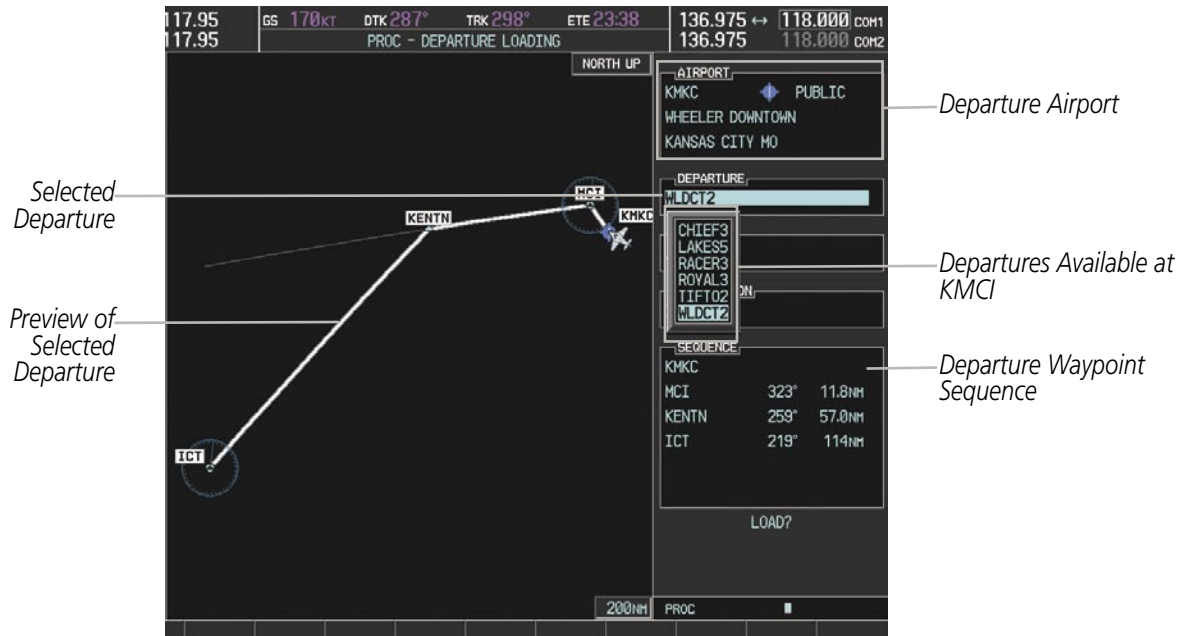 117.95
117.95
GS 170KT DTK 287° TRK 298° ETE 23:38
PROC - DEPARTURE LOADING
136.975 ↔ 118.000 COM1
136.975 118.000 COM2
NORTH UP
MCI
KENTN
KMKC
ICT
200NM
AIRPORT
KMKC PUBLIC
WHEELER DOWNTOWN
KANSAS CITY MO
DEPARTURE
WLDCT2
CHIEF3
LAKES5
RACER3
ROYAL3
TIFTO2
WLDCT2
ON
SEQUENCE
KMKC
MCI 323° 11.8NM
KENTN 259° 57.0NM
ICT 219° 114NM
LOAD?
PROC
Selected
Departure
Preview of
Selected
Departure
Departure Airport
Departures Available at
KMCI
Departure Waypoint
Sequence